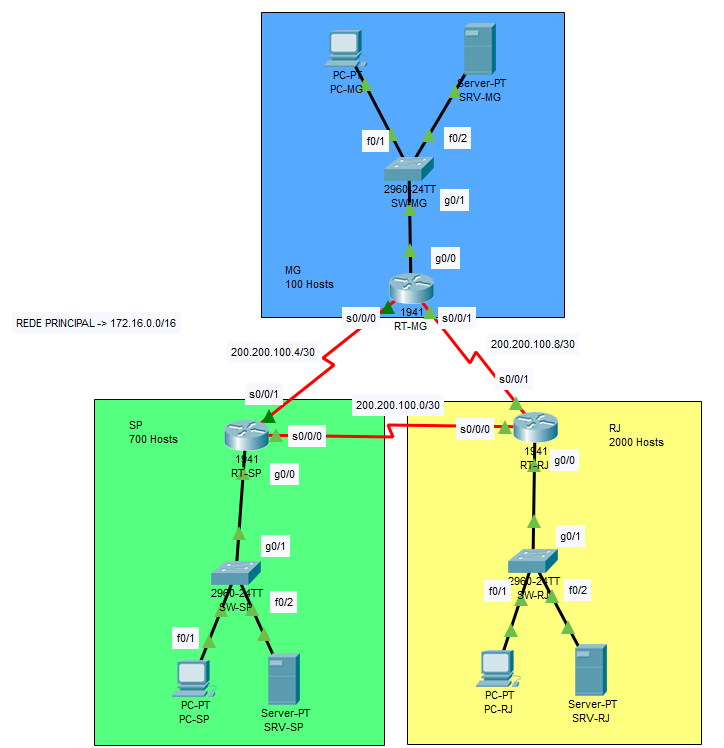 PC-PT
PC-MG
Server-PT
SRV-MG
f0/1
f0/2
2960-24TT
SW-MG
g0/1
g0/0
MG
100 Hosts
1941
RT-MG
s0/0/0
s0/0/1
REDE PRINCIPAL -> 172.16.0.0/16
200.200.100.4/30
200.200.100.8/30
s0/0/1
s0/0/1
200.200.100.0/30
SP
700 Hosts
s0/0/0
s0/0/0
RJ
2000 Hosts
1941
RT-SP
g0/0
1941
RT-RJ
g0/0
g0/1
g0/1
2960-24TT
SW-SP
f0/2
f0/1
2960-24TT
SW-RJ
f0/1
f0/2
PC-PT
PC-SP
Server-PT
SRV-SP
PC-PT
PC-RJ
Server-PT
SRV-RJ